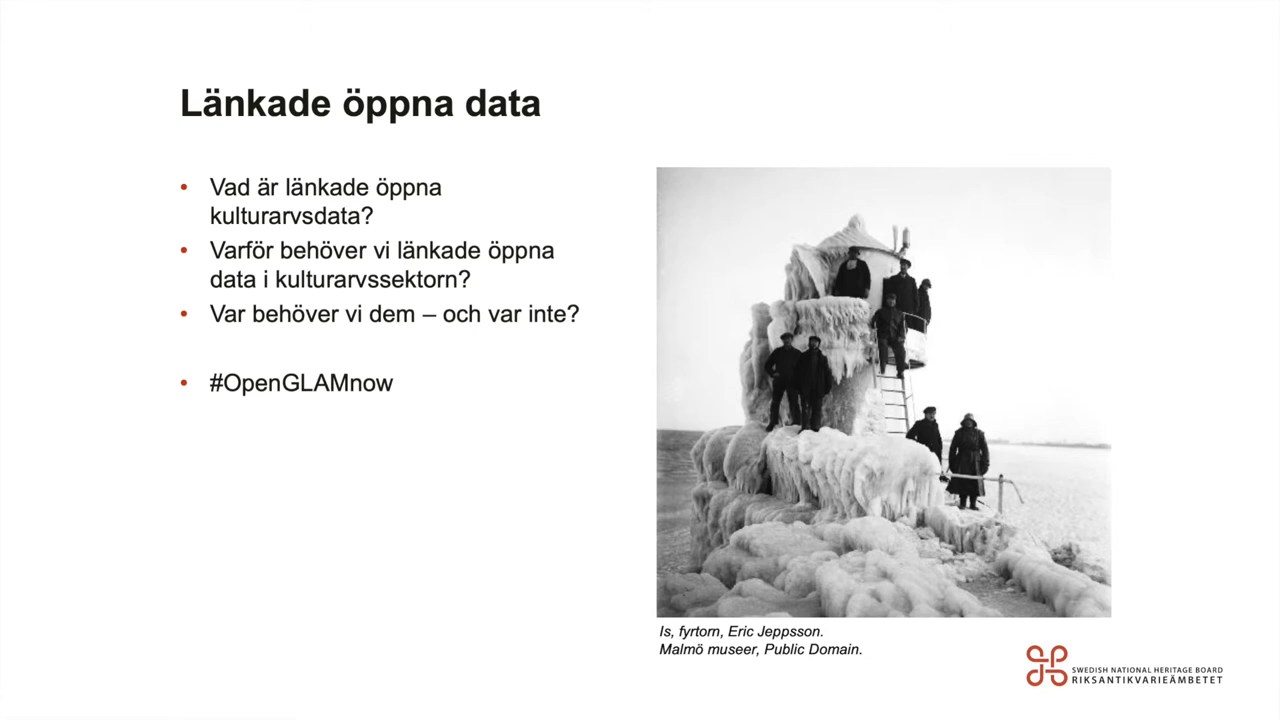 Länkade öppna data
• Vad är länkade öppna
kulturarvsdata?
• Varför behöver vi länkade öppna
data i kulturarvssektorn?
• Var behöver vi dem – och var inte?
• #OpenGLAMnow
Is, fyrtorn, Eric Jeppsson.
Malmö museer, Public Domain.
SWEDISH NATIONAL HERITAGE BOARD
RIKSANTIKVARIEÄMBETET